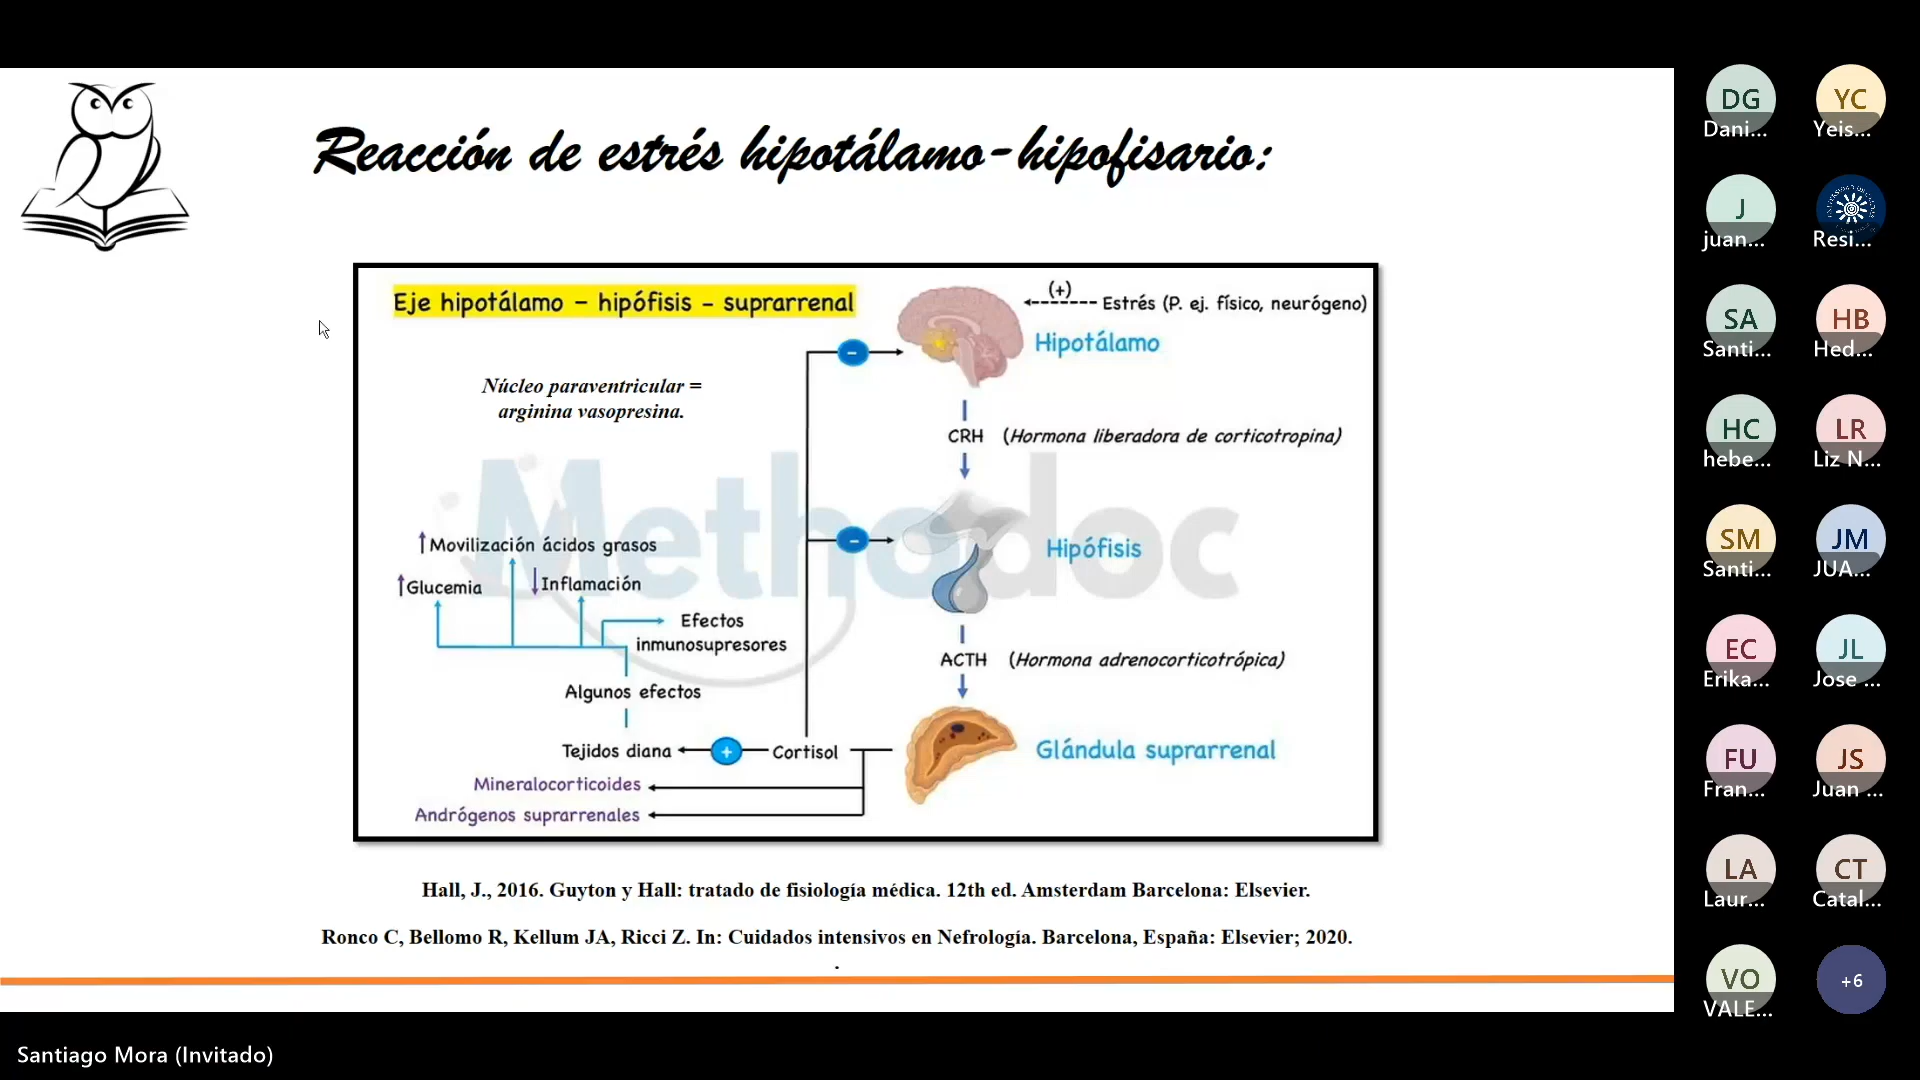 Reacción de estrés hipotálamo-hipofisario:
Eje hipotálamo – hipófisis – suprarrenal
(+)
Estrés (P. ej. físico, neurógeno)
Hipotálamo
-
Núcleo paraventricular =
arginina vasopresina.
CRH (Hormona liberadora de corticotropina)
Methodoc
-
Hipófisis
↑Movilización ácidos grasos
↑Glucemia
↓Inflamación
Efectos
inmunosupresores
ACTH (Hormona adrenocorticotrópica)
Algunos efectos
Tejidos diana
+
Cortisol
Glándula suprarrenal
Mineralocorticoides
Andrógenos suprarrenales
Hall, J., 2016. Guyton y Hall: tratado de fisiología médica. 12th ed. Amsterdam Barcelona: Elsevier.
Ronco C, Bellomo R, Kellum JA, Ricci Z. In: Cuidados intensivos en Nefrología. Barcelona, España: Elsevier; 2020.
.
DG
Dani...
YC
Yeis...
J
juan...
Resi...
SA
Santi...
HB
Hed...
HC
hebe...
LR
Liz N...
SM
Santi...
JM
JUA...
EC
Erika...
JL
Jose ...
FU
Fran...
JS
Juan ...
LA
Laur...
CT
Catal...
VO
VALE...
+6
Santiago Mora (Invitado)